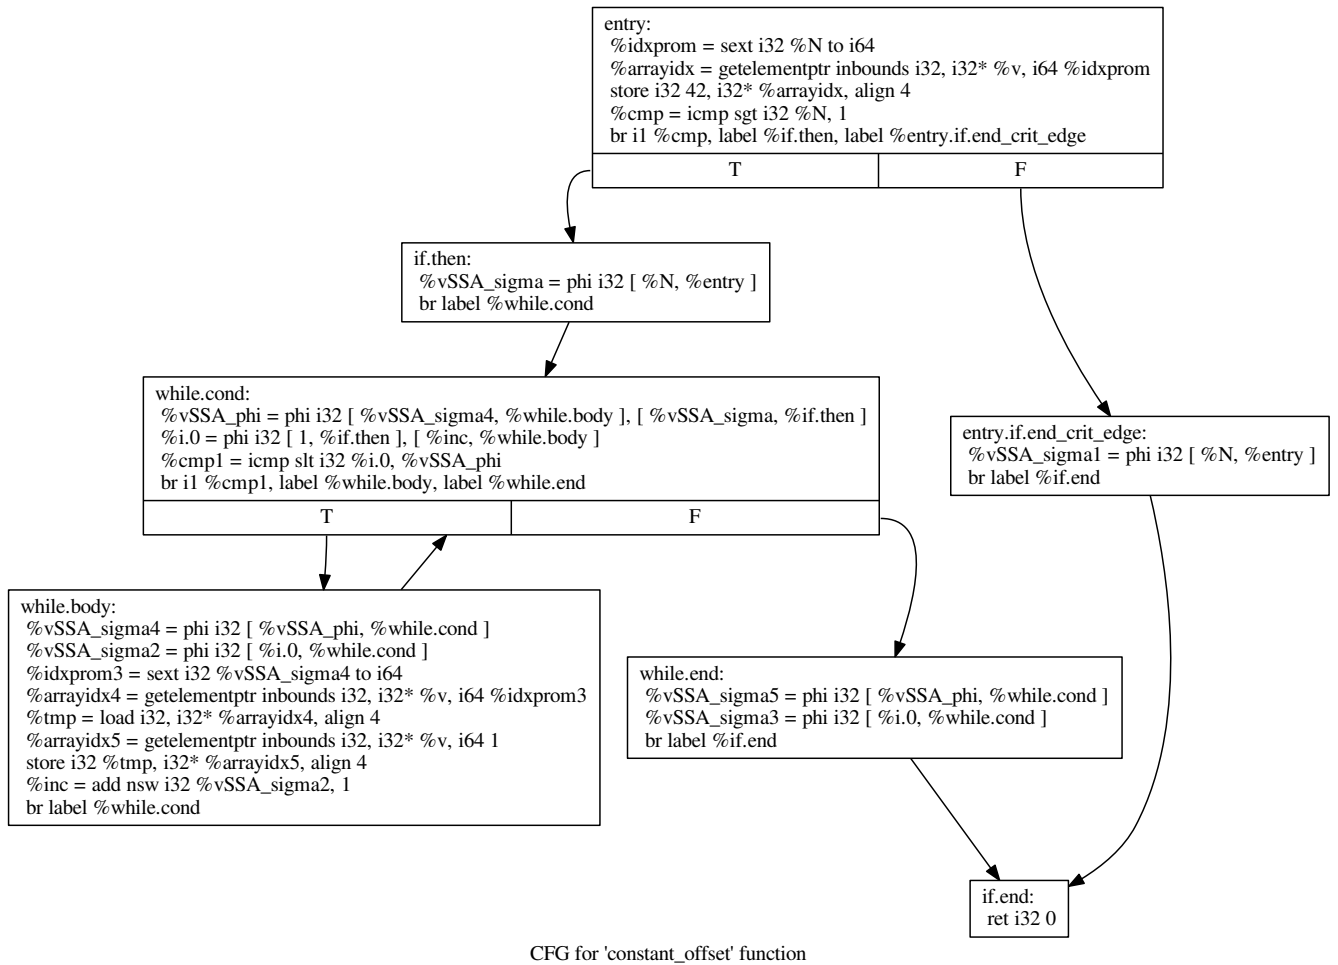 entry:
%idxprom = sext i32 %N to i64
%arrayidx = getelementptr inbounds i32, i32* %v, i64 %idxprom
store i32 42, i32* %arrayidx, align 4
%cmp = icmp sgt i32 %N, 1
br i1 %cmp, label %if.then, label %entry.if.end_crit_edge
T F
if.then:
%vSSA_sigma = phi i32 [ %N, %entry ]
br label %while.cond
while.cond:
%vSSA_phi = phi i32 [ %vSSA_sigma4, %while.body ], [ %vSSA_sigma, %if.then ]
%i.0 = phi i32 [ 1, %if.then ], [ %inc, %while.body ]
%cmp1 = icmp slt i32 %i.0, %vSSA_phi
br i1 %cmp1, label %while.body, label %while.end
T F
entry.if.end_crit_edge:
%vSSA_sigma1 = phi i32 [ %N, %entry ]
br label %if.end
while.body:
%vSSA_sigma4 = phi i32 [ %vSSA_phi, %while.cond ]
%vSSA_sigma2 = phi i32 [ %i.0, %while.cond ]
%idxprom3 = sext i32 %vSSA_sigma4 to i64
%arrayidx4 = getelementptr inbounds i32, i32* %v, i64 %idxprom3
%tmp = load i32, i32* %arrayidx4, align 4
%arrayidx5 = getelementptr inbounds i32, i32* %v, i64 1
store i32 %tmp, i32* %arrayidx5, align 4
%inc = add nsw i32 %vSSA_sigma2, 1
br label %while.cond
while.end:
%vSSA_sigma5 = phi i32 [ %vSSA_phi, %while.cond ]
%vSSA_sigma3 = phi i32 [ %i.0, %while.cond ]
br label %if.end
if.end:
ret i32 0
CFG for 'constant_offset' function